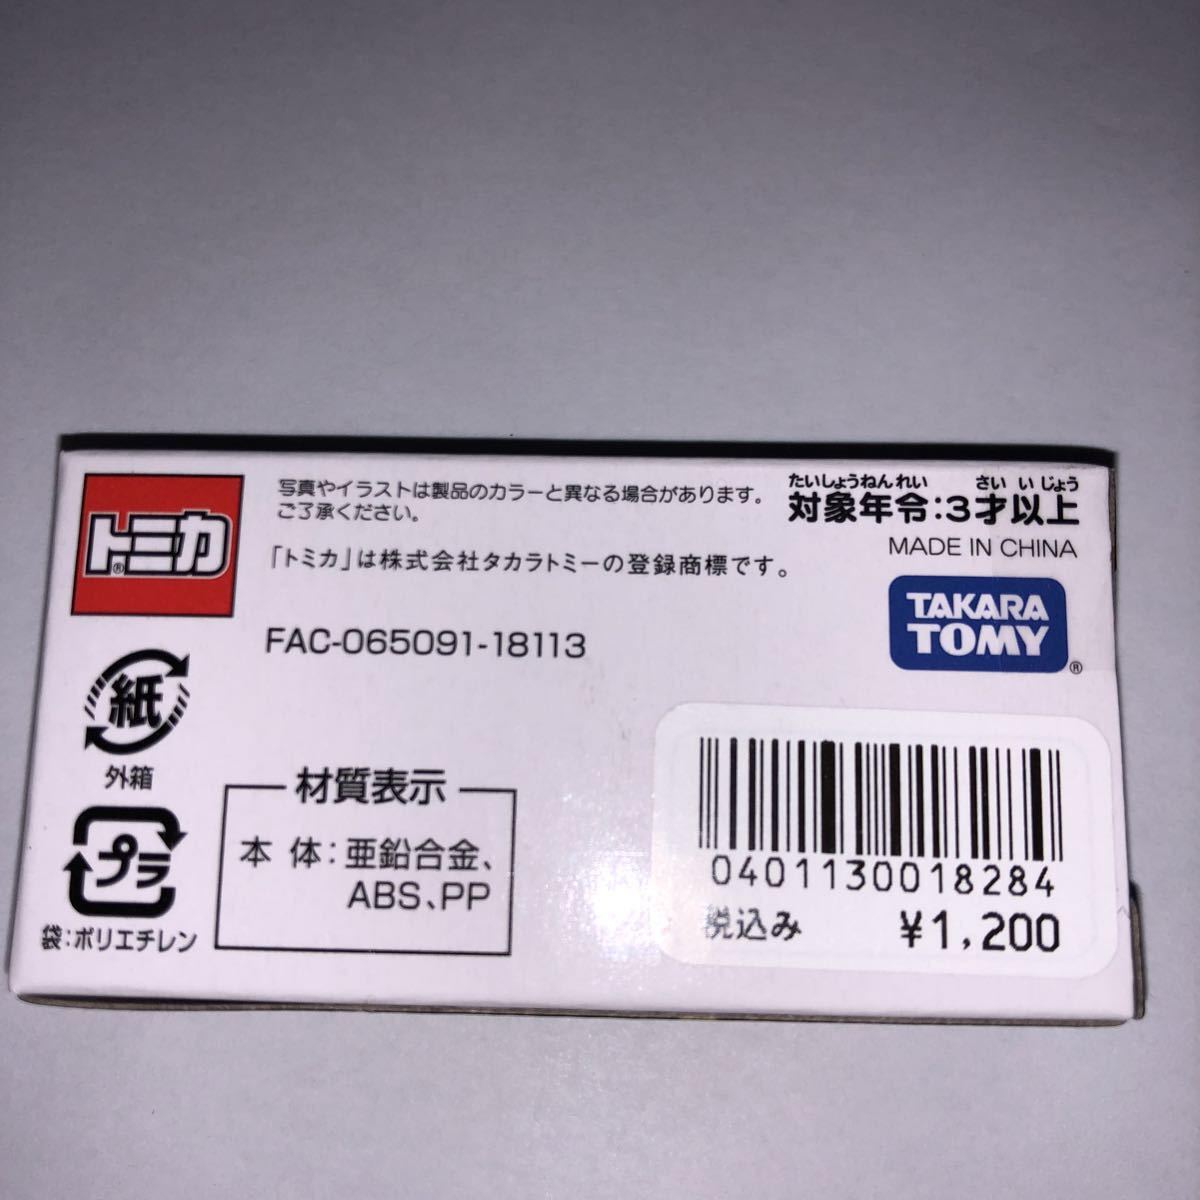 トミカ®
写真やイラストは製品のカラーと異なる場合があります。
ご了承ください。
「トミカ」は株式会社タカラトミーの登録商標です。
FAC-065091-18113
たいしょうねんれい さいいじょう
対象年令:3才以上
MADE IN CHINA
TAKARA
TOMY®
紙
外箱
プラ
袋:ポリエチレン
材質表示
本体:亜鉛合金、
ABS、PP
0401130018284
税込み ¥1,200